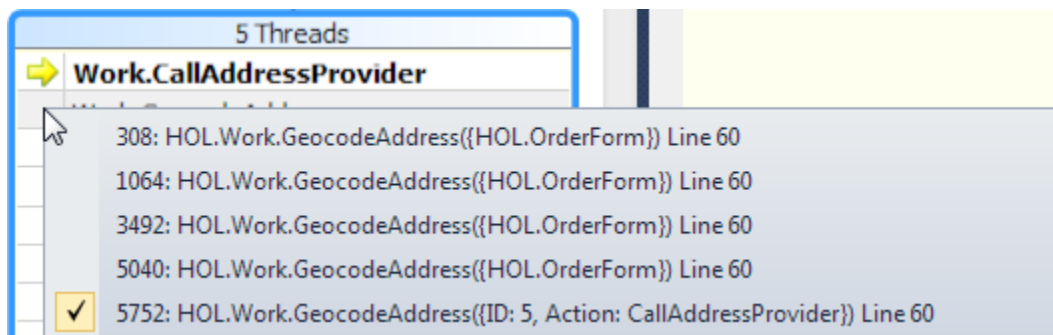 5 Threads
Work.CallAddressProvider
308: HOL.Work.GeocodeAddress({HOL.OrderForm}) Line 60
1064: HOL.Work.GeocodeAddress({HOL.OrderForm}) Line 60
3492: HOL.Work.GeocodeAddress({HOL.OrderForm}) Line 60
5040: HOL.Work.GeocodeAddress({HOL.OrderForm}) Line 60
5752: HOL.Work.GeocodeAddress({ID: 5, Action: CallAddressProvider}) Line 60